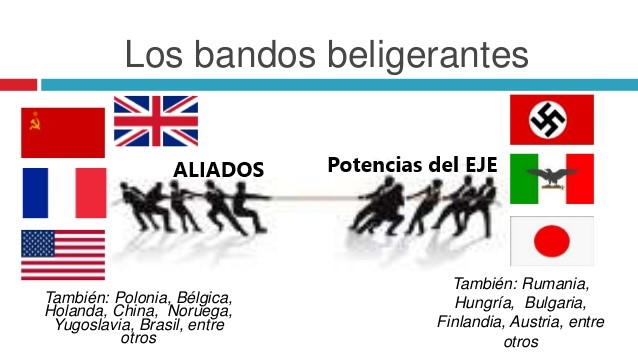 Los bandos beligerantes
ALIADOS
Potencias del EJE
También: Polonia, Bélgica,
Holanda, China, Noruega,
Yugoslavia, Brasil, entre
otros
También: Rumania,
Hungría, Bulgaria,
Finlandia, Austria, entre
otros